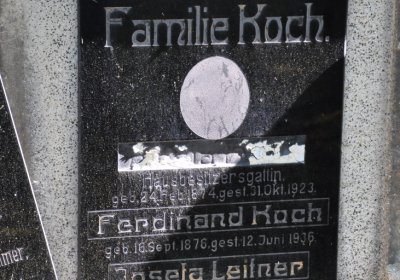 Familie Koch.
Hausbesitzersgattin,
geb. 24. Feb. 1874, gest. 31. Okt. 1923.
Ferdinand Koch
geb. 16. Sept. 1876, gest. 12. Juni 1936.
Josefa Leitner